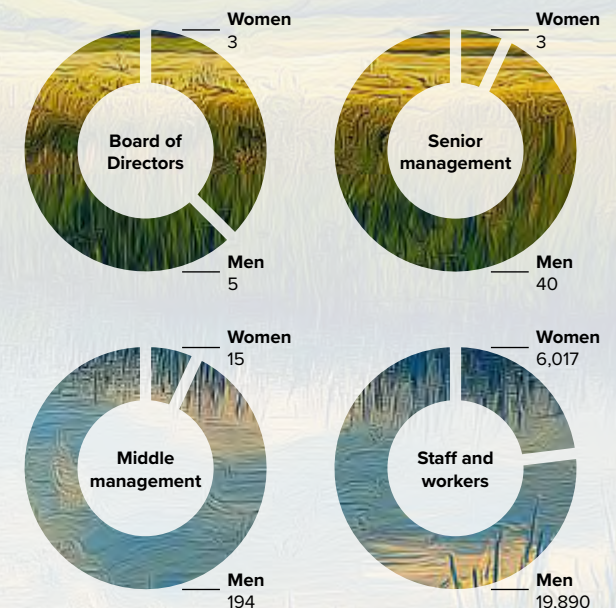 Women
3
Board of
Directors
Men
5
Women
3
Senior
management
Men
40
Women
15
Middle
management
Men
194
Women
6,017
Staff and
workers
Men
19,890